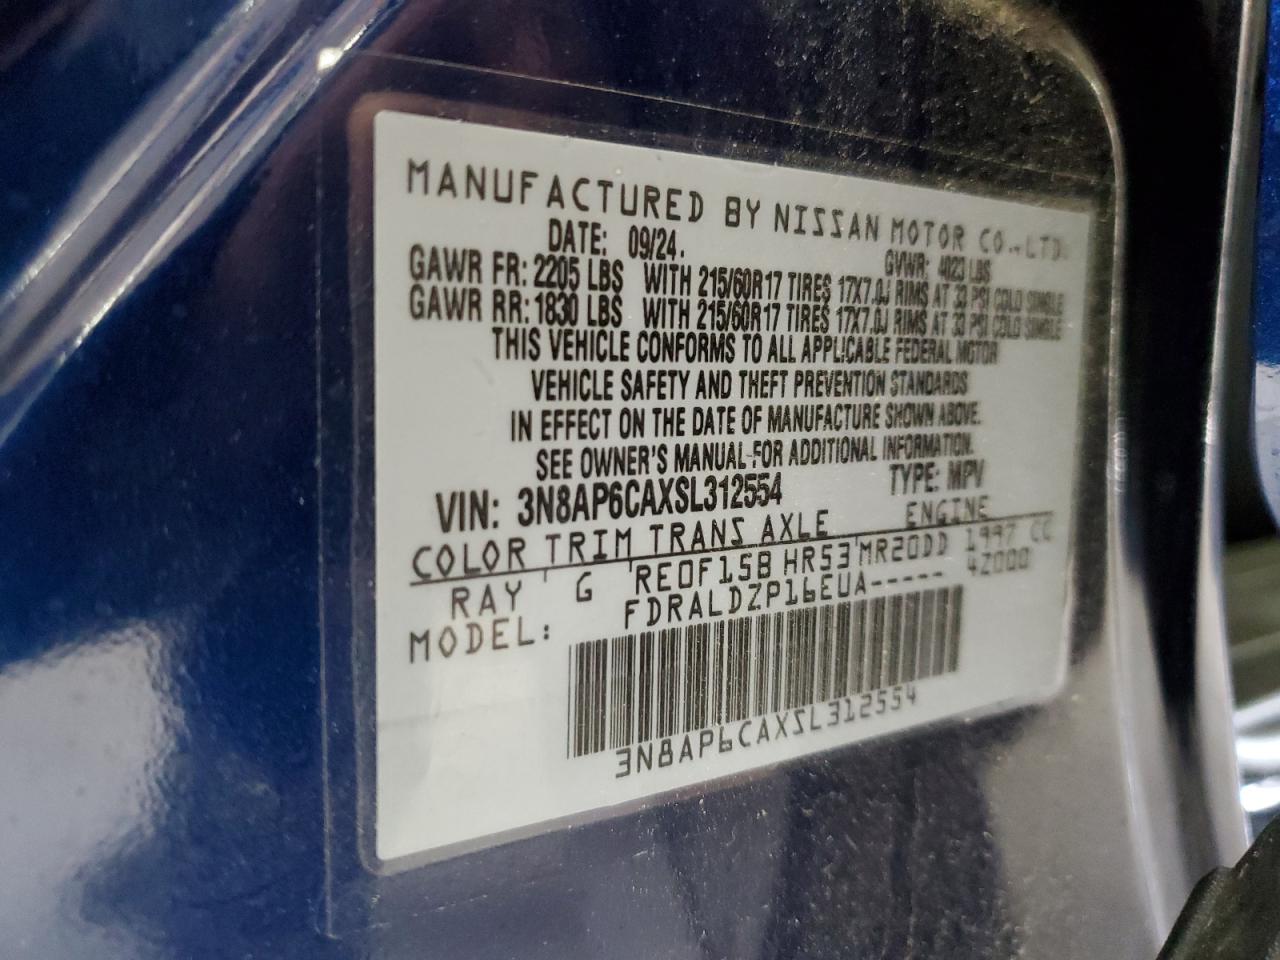 MANUFACTURED BY NISSAN MOTOR CO.,LTD.
DATE: 09/24. GVWR: 4023 LBS
GAWR FR: 2205 LBS WITH 215/60R17 TIRES 17X7.0J RIMS AT 33 PSI COLD SINGLE
GAWR RR: 1830 LBS WITH 215/60R17 TIRES 17X7.0J RIMS AT 33 PSI COLD SINGLE
THIS VEHICLE CONFORMS TO ALL APPLICABLE FEDERAL MOTOR
VEHICLE SAFETY AND THEFT PREVENTION STANDARDS
IN EFFECT ON THE DATE OF MANUFACTURE SHOWN ABOVE.
SEE OWNER'S MANUAL FOR ADDITIONAL INFORMATION.
VIN: 3N8AP6CAXSL312554 TYPE: MPV
COLOR TRIM TRANS AXLE ENGINE
RAY G RE0F15B HR53 MR20DD 1997 CC
MODEL: FDRALDZP16EUA----- 4Z000
3N8AP6CAXSL312554